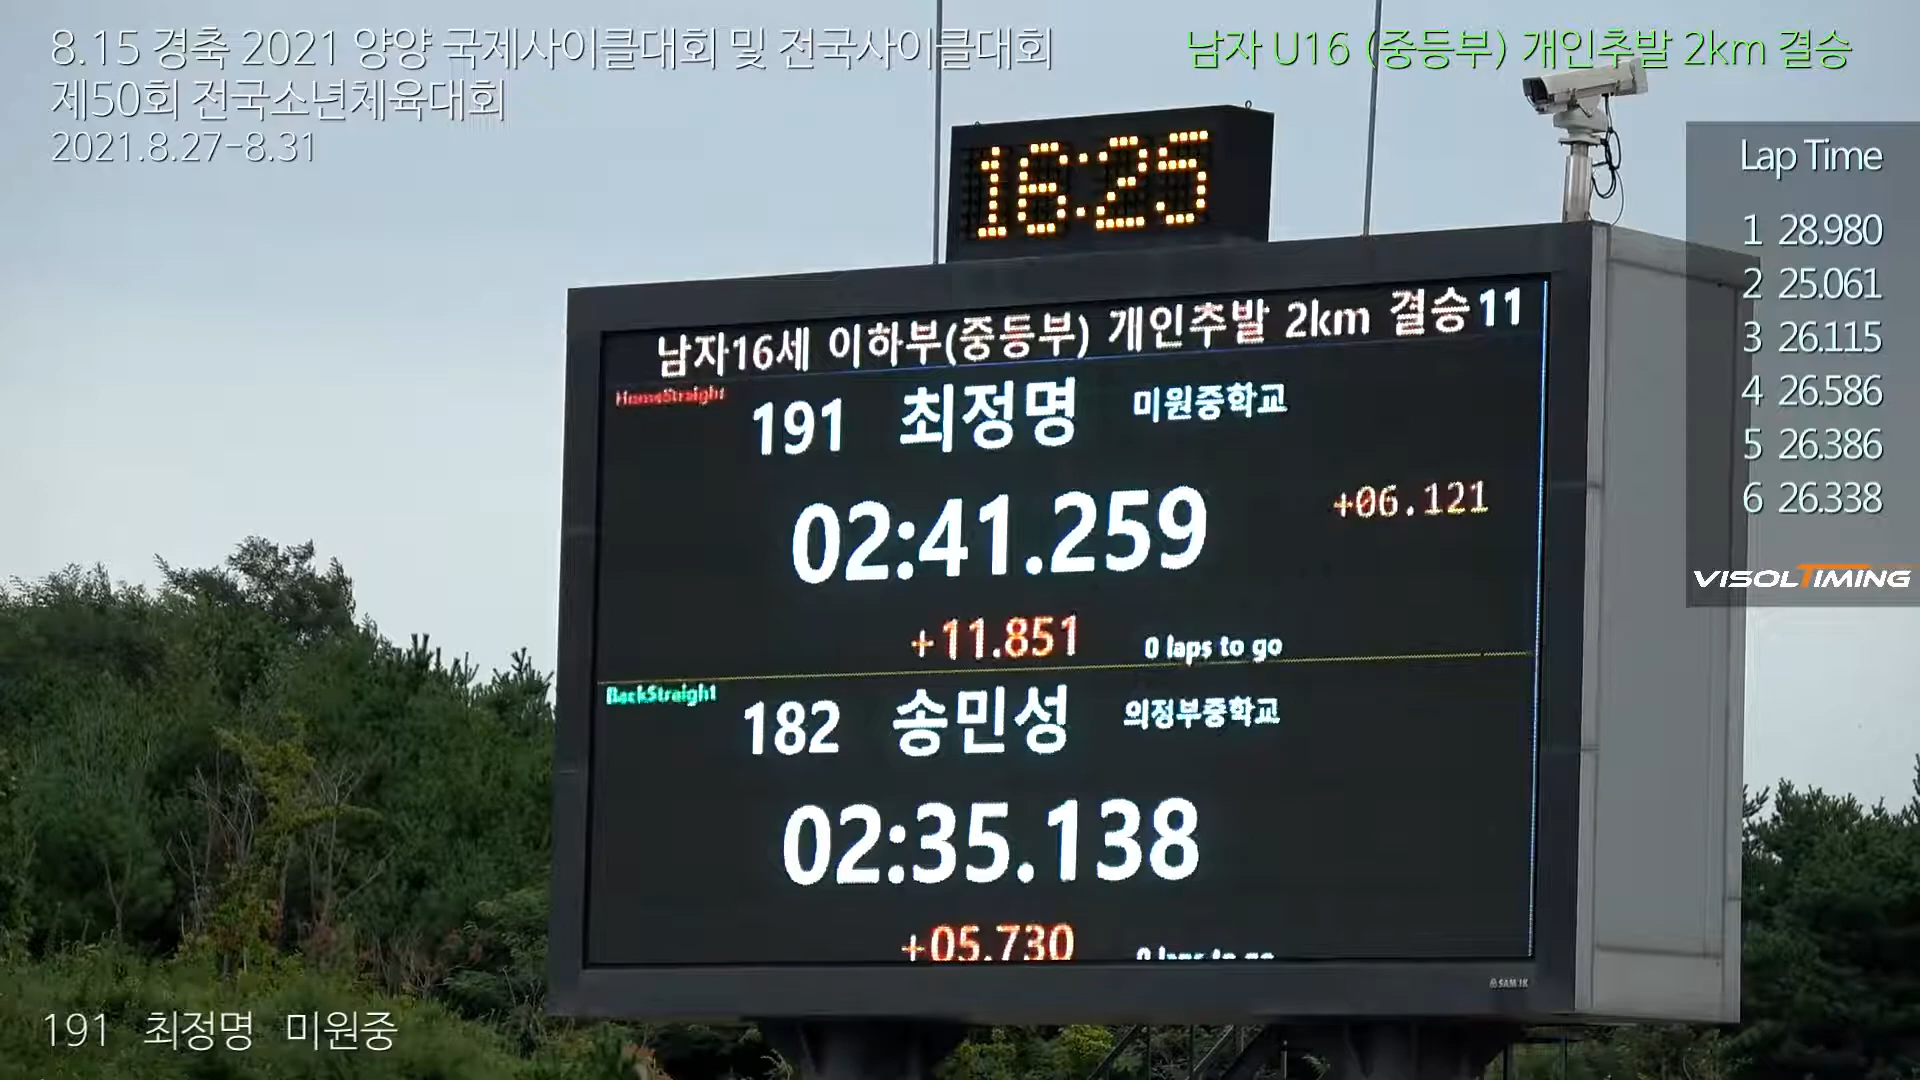 8.15 경축 2021 양양 국제사이클대회 및 전국사이클대회
제50회 전국소년체육대회
2021.8.27-8.31
남자 U16 (중등부) 개인추발 2km 결승
16:25
Lap Time
1 28.980
2 25.061
3 26.115
4 26.586
5 26.386
6 26.338
VISOLTIMING
남자16세 이하부(중등부) 개인추발 2km 결승11
HomeStraight
191 최정명 미원중학교
02:41.259 +06.121
+11.851 0 laps to go
BackStraight
182 송민성 의정부중학교
02:35.138
+05.730 0 laps to go
191 최정명 미원중